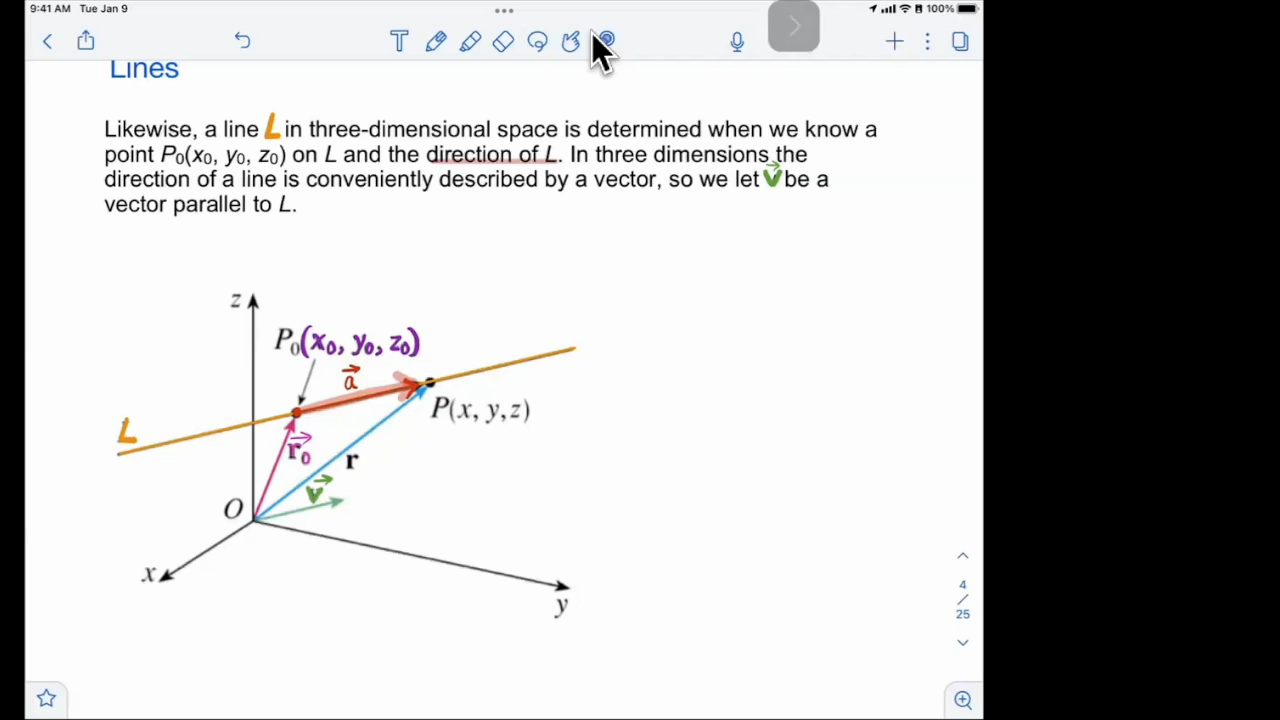 9:41 AM Tue Jan 9
100%
T
Lines
Likewise, a line L in three-dimensional space is determined when we know a
point P0(x0, y0, z0) on L and the direction of L. In three dimensions the
direction of a line is conveniently described by a vector, so we let v⃗ be a
vector parallel to L.
z
P0(x0, y0, z0)
a⃗
P(x, y, z)
L
r⃗0
r
v⃗
O
x
y
4
/
25